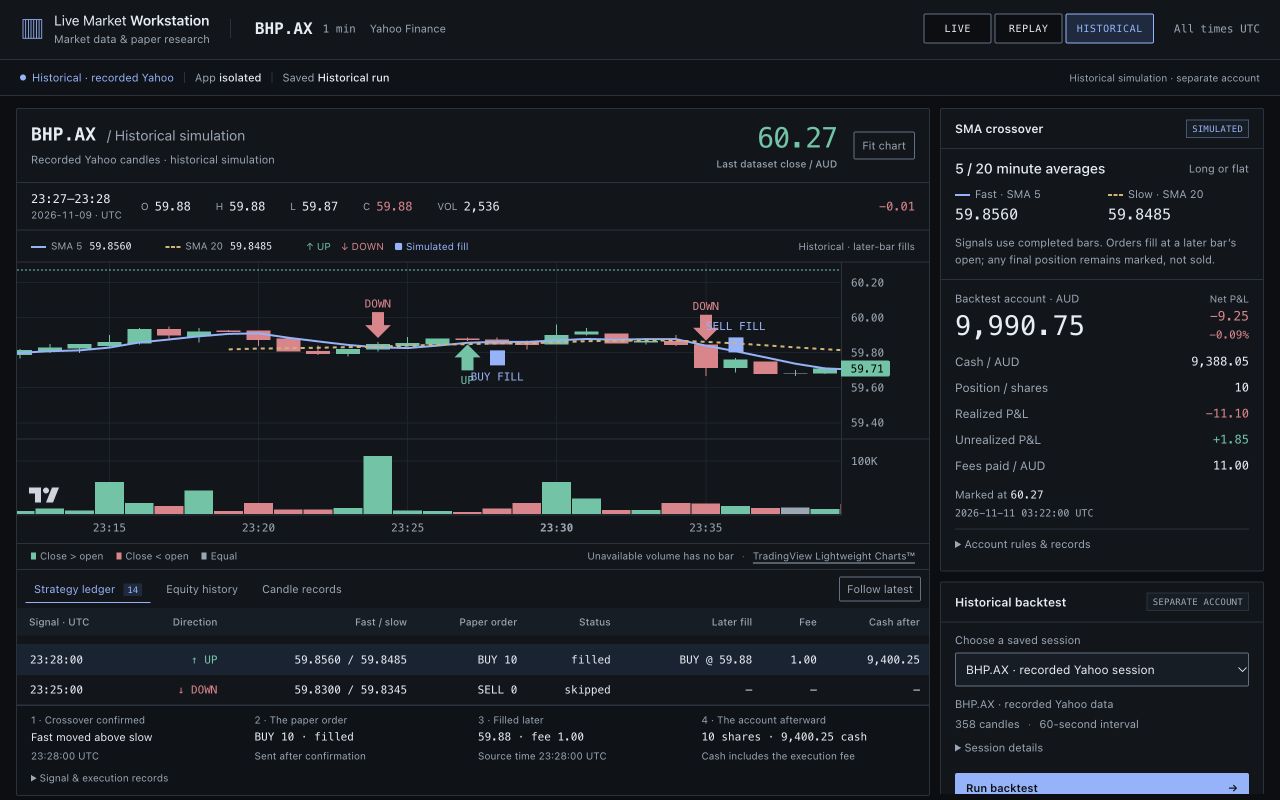 Live Market Workstation
Market data & paper research
BHP.AX 1 min Yahoo Finance
LIVE REPLAY HISTORICAL All times UTC
Historical · recorded Yahoo App isolated Saved Historical run
Historical simulation · separate account
BHP.AX / Historical simulation
Recorded Yahoo candles · historical simulation
60.27
Last dataset close / AUD
Fit chart
23:27–23:28
2026-11-09 · UTC
O 59.88 H 59.88 L 59.87 C 59.88 VOL 2,536 −0.01
SMA 5 59.8560 SMA 20 59.8485 ↑ UP ↓ DOWN Simulated fill Historical · later-bar fills
60.20
60.00
59.80
59.71
59.60
59.40
100K
DOWN
UP
BUY FILL
DOWN
SELL FILL
23:15 23:20 23:25 23:30 23:35
Close > open Close < open Equal Unavailable volume has no bar · TradingView Lightweight Charts™
Strategy ledger 14 Equity history Candle records Follow latest
Signal · UTC Direction Fast / slow Paper order Status Later fill Fee Cash after
23:28:00 ↑ UP 59.8560 / 59.8485 BUY 10 filled BUY @ 59.88 1.00 9,400.25
23:25:00 ↓ DOWN 59.8300 / 59.8345 SELL 0 skipped — — —
1 · Crossover confirmed 2 · The paper order 3 · Filled later 4 · The account afterward
Fast moved above slow BUY 10 · filled 59.88 · fee 1.00 10 shares · 9,400.25 cash
23:28:00 UTC Sent after confirmation Source time 23:28:00 UTC Cash includes the execution fee
Signal & execution records
SMA crossover SIMULATED
5 / 20 minute averages Long or flat
Fast · SMA 5 Slow · SMA 20
59.8560 59.8485
Signals use completed bars. Orders fill at a later bar's
open; any final position remains marked, not sold.
Backtest account · AUD Net P&L
9,990.75 −9.25
−0.09%
Cash / AUD 9,388.05
Position / shares 10
Realized P&L −11.10
Unrealized P&L +1.85
Fees paid / AUD 11.00
Marked at 60.27
2026-11-11 03:22:00 UTC
Account rules & records
Historical backtest SEPARATE ACCOUNT
Choose a saved session
BHP.AX · recorded Yahoo session
BHP.AX · recorded Yahoo data
358 candles · 60-second interval
Session details
Run backtest →